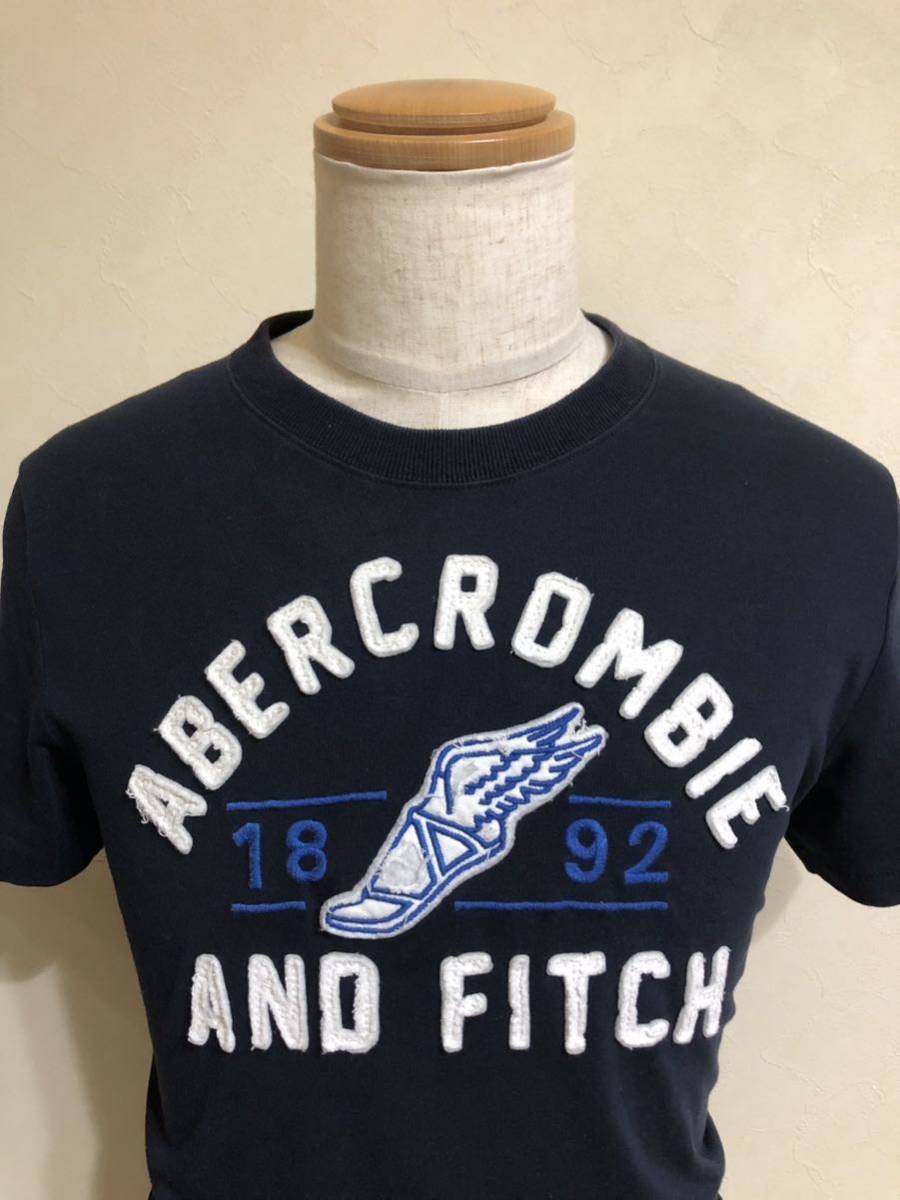 ABERCROMBIE
18 92
AND FITCH